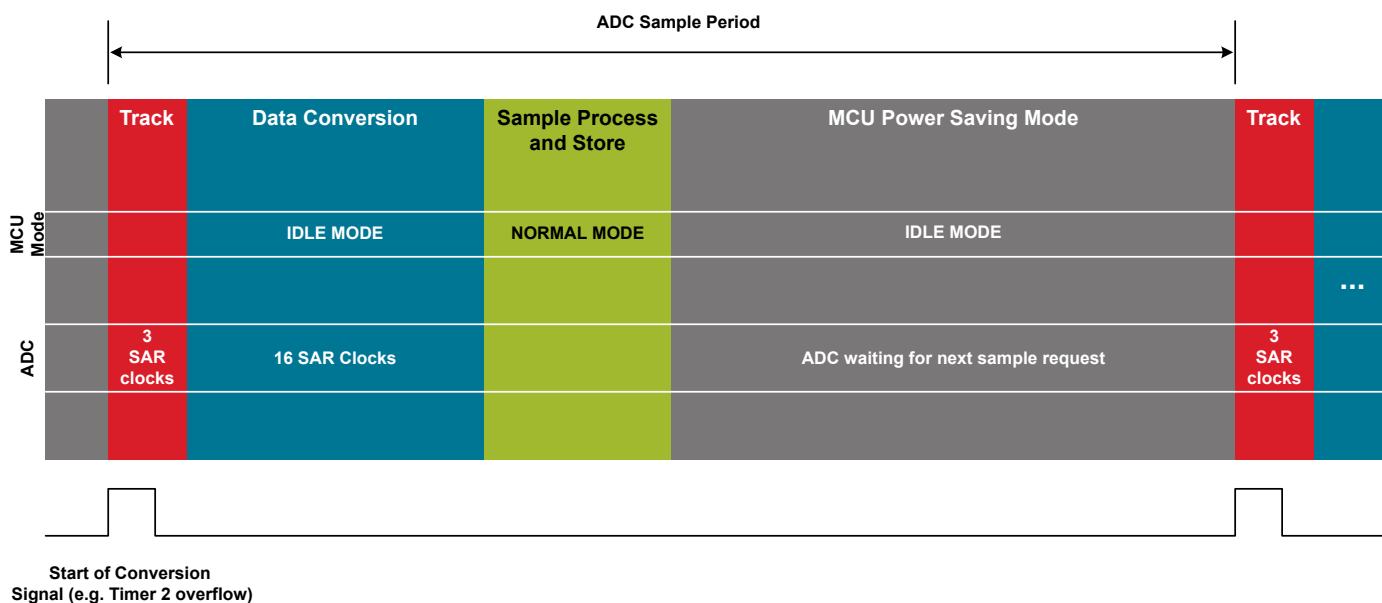 ADC Sample Period
Track
Data Conversion
Sample Process
and Store
MCU Power Saving Mode
Track
MCU
Mode
IDLE MODE
NORMAL MODE
IDLE MODE
...
ADC
3
SAR
clocks
16 SAR Clocks
ADC waiting for next sample request
3
SAR
clocks
Start of Conversion
Signal (e.g. Timer 2 overflow)